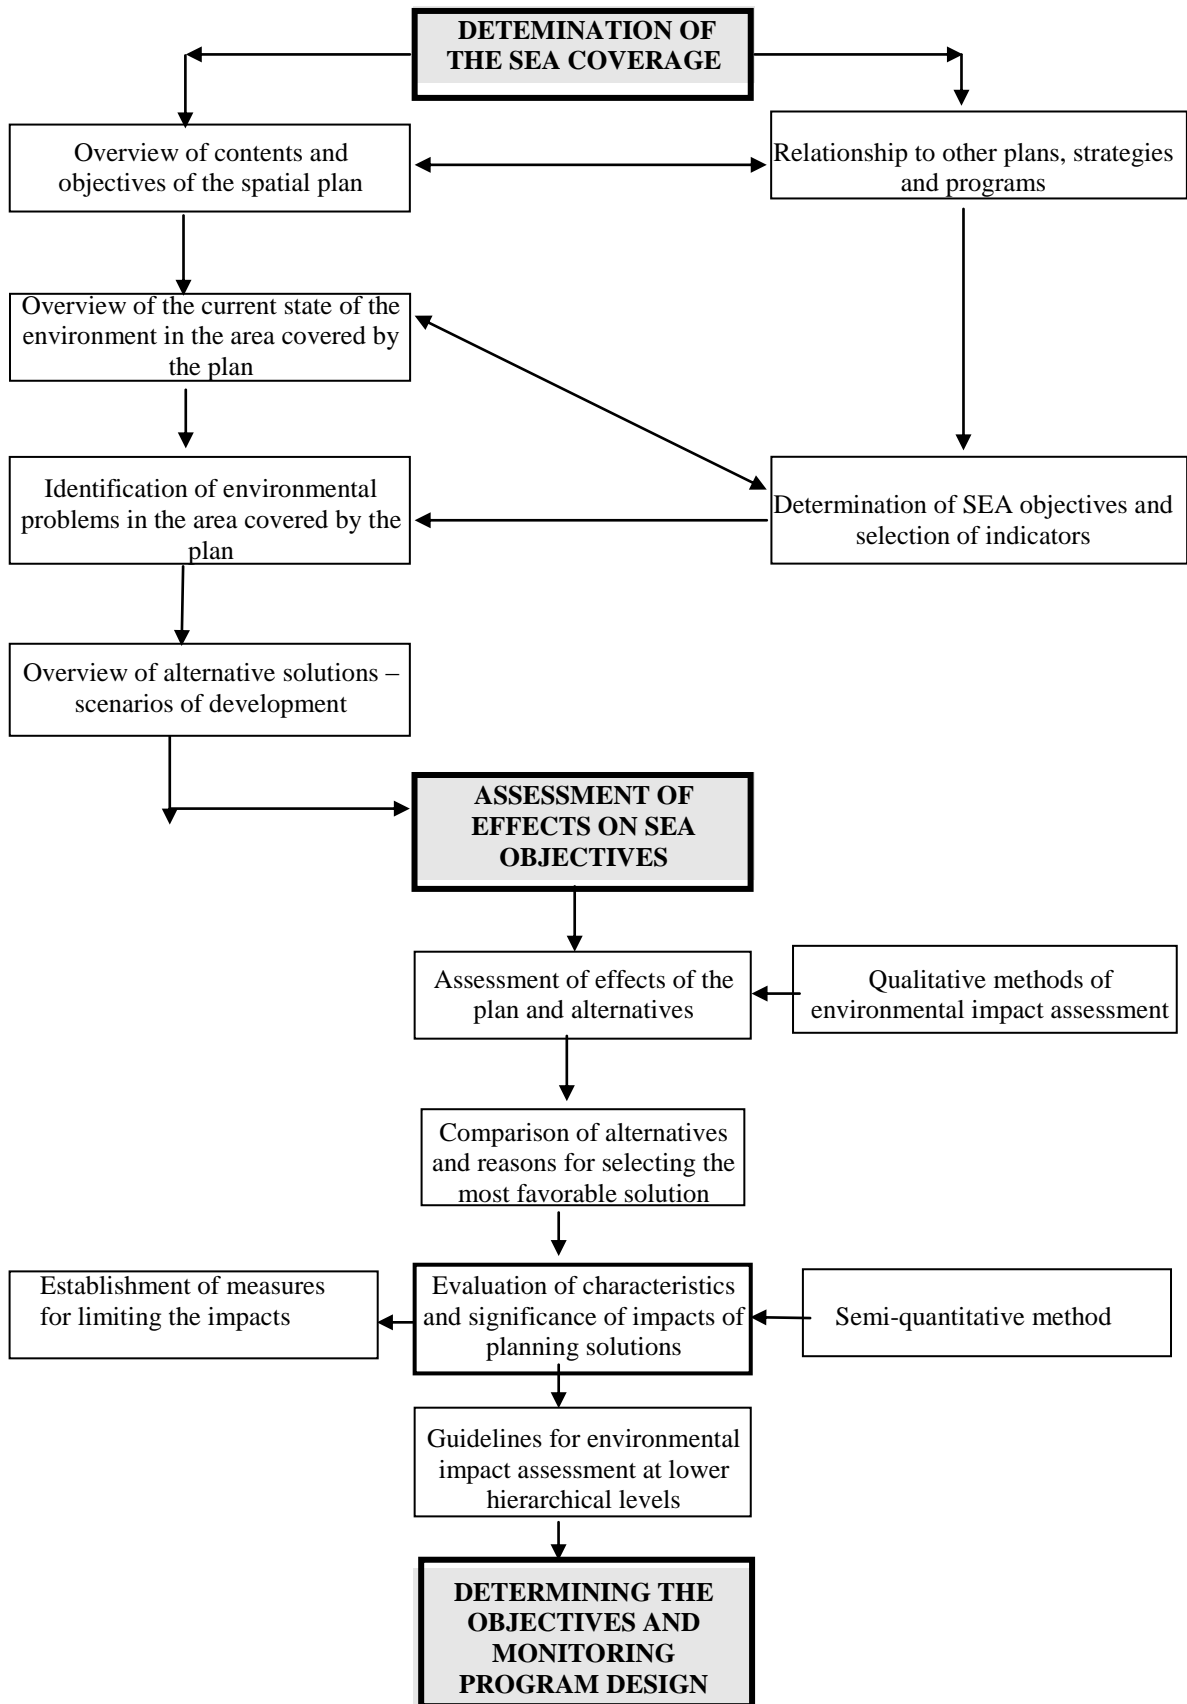 DETEMINATION OF
THE SEA COVERAGE
Overview of contents and
objectives of the spatial plan
Relationship to other plans, strategies
and programs
Overview of the current state of the
environment in the area covered by
the plan
Identification of environmental
problems in the area covered by the
plan
Determination of SEA objectives and
selection of indicators
Overview of alternative solutions –
scenarios of development
ASSESSMENT OF
EFFECTS ON SEA
OBJECTIVES
Assessment of effects of the
plan and alternatives
Qualitative methods of
environmental impact assessment
Comparison of alternatives
and reasons for selecting the
most favorable solution
Establishment of measures
for limiting the impacts
Evaluation of characteristics
and significance of impacts of
planning solutions
Semi-quantitative method
Guidelines for environmental
impact assessment at lower
hierarchical levels
DETERMINING THE
OBJECTIVES AND
MONITORING
PROGRAM DESIGN